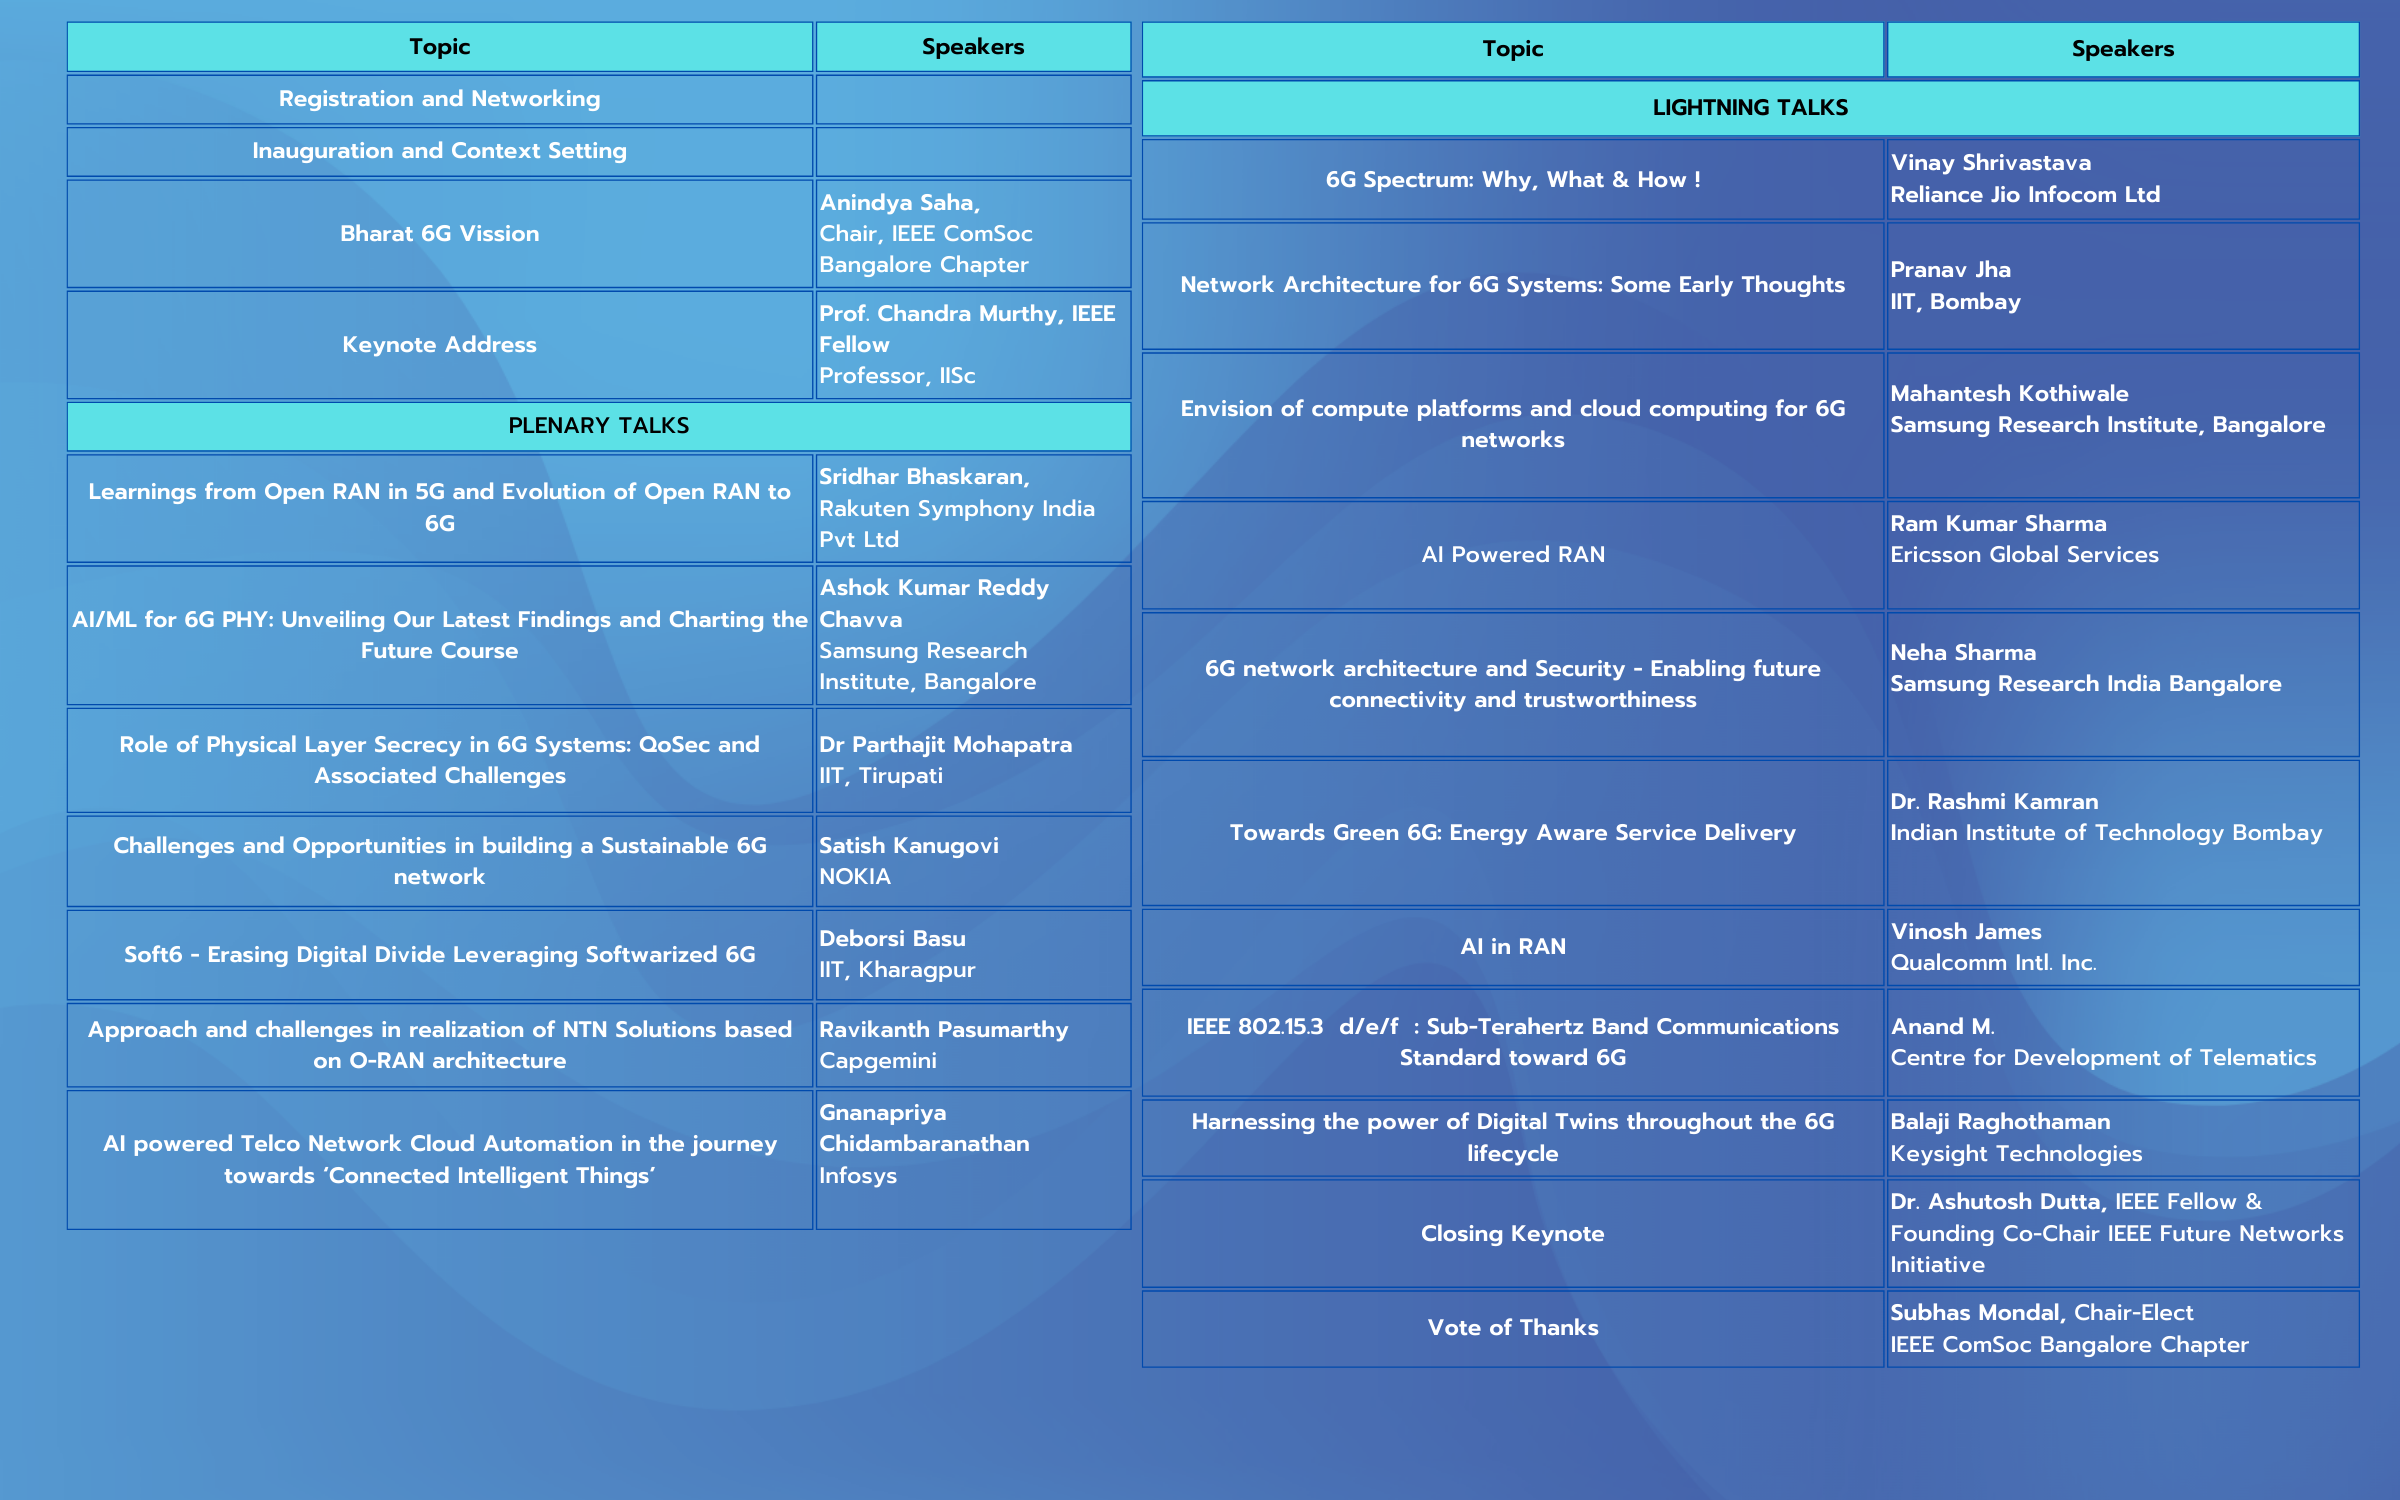 Topic
Speakers
Registration and Networking
Inauguration and Context Setting
Bharat 6G Vission
Anindya Saha,
Chair, IEEE ComSoc
Bangalore Chapter
Keynote Address
Prof. Chandra Murthy, IEEE
Fellow
Professor, IISc
PLENARY TALKS
Learnings from Open RAN in 5G and Evolution of Open RAN to
6G
Sridhar Bhaskaran,
Rakuten Symphony India
Pvt Ltd
AI/ML for 6G PHY: Unveiling Our Latest Findings and Charting the
Future Course
Ashok Kumar Reddy
Chavva
Samsung Research
Institute, Bangalore
Role of Physical Layer Secrecy in 6G Systems: QoSec and
Associated Challenges
Dr Parthajit Mohapatra
IIT, Tirupati
Challenges and Opportunities in building a Sustainable 6G
network
Satish Kanugovi
NOKIA
Soft6 - Erasing Digital Divide Leveraging Softwarized 6G
Deborsi Basu
IIT, Kharagpur
Approach and challenges in realization of NTN Solutions based
on O-RAN architecture
Ravikanth Pasumarthy
Capgemini
AI powered Telco Network Cloud Automation in the journey
towards ‘Connected Intelligent Things’
Gnanapriya
Chidambaranathan
Infosys
Topic
Speakers
LIGHTNING TALKS
6G Spectrum: Why, What & How !
Vinay Shrivastava
Reliance Jio Infocom Ltd
Network Architecture for 6G Systems: Some Early Thoughts
Pranav Jha
IIT, Bombay
Envision of compute platforms and cloud computing for 6G
networks
Mahantesh Kothiwale
Samsung Research Institute, Bangalore
AI Powered RAN
Ram Kumar Sharma
Ericsson Global Services
6G network architecture and Security - Enabling future
connectivity and trustworthiness
Neha Sharma
Samsung Research India Bangalore
Towards Green 6G: Energy Aware Service Delivery
Dr. Rashmi Kamran
Indian Institute of Technology Bombay
AI in RAN
Vinosh James
Qualcomm Intl. Inc.
IEEE 802.15.3 d/e/f : Sub-Terahertz Band Communications
Standard toward 6G
Anand M.
Centre for Development of Telematics
Harnessing the power of Digital Twins throughout the 6G
lifecycle
Balaji Raghothaman
Keysight Technologies
Closing Keynote
Dr. Ashutosh Dutta, IEEE Fellow &
Founding Co-Chair IEEE Future Networks
Initiative
Vote of Thanks
Subhas Mondal, Chair-Elect
IEEE ComSoc Bangalore Chapter